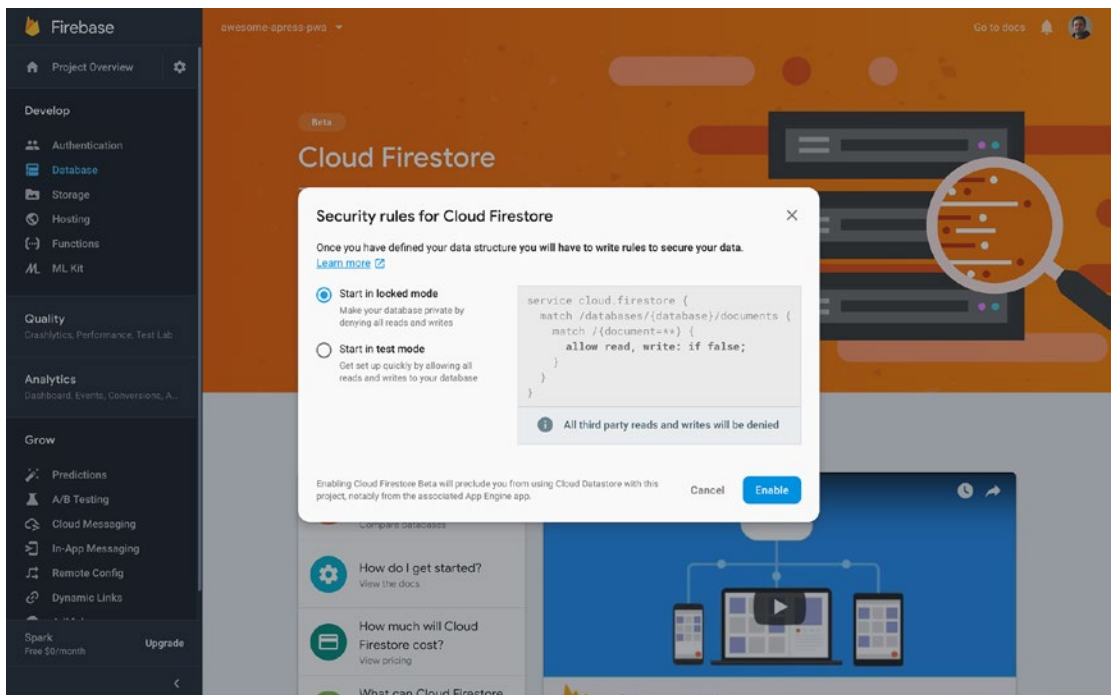 Firebase
awesome-apress-pwa
Go to docs
Project Overview
Develop
Authentication
Database
Storage
Hosting
Functions
ML Kit
Quality
Crashlytics, Performance, Test Lab
Analytics
Dashboard, Events, Conversions, A...
Grow
Predictions
A/B Testing
Cloud Messaging
In-App Messaging
Remote Config
Dynamic Links
Spark
Free $0/month
Upgrade
Beta
Cloud Firestore
Security rules for Cloud Firestore
Once you have defined your data structure you will have to write rules to secure your data.
Learn more
Start in locked mode
Make your database private by
denying all reads and writes
Start in test mode
Get set up quickly by allowing all
reads and writes to your database
service cloud.firestore {
match /databases/{database}/documents {
match /{document=**} {
allow read, write: if false;
}
}
}
All third party reads and writes will be denied
Enabling Cloud Firestore Beta will preclude you from using Cloud Datastore with this
project, notably from the associated App Engine app.
Cancel
Enable
Compare databases
How do I get started?
View the docs
How much will Cloud
Firestore cost?
View pricing
What can Cloud Firestore